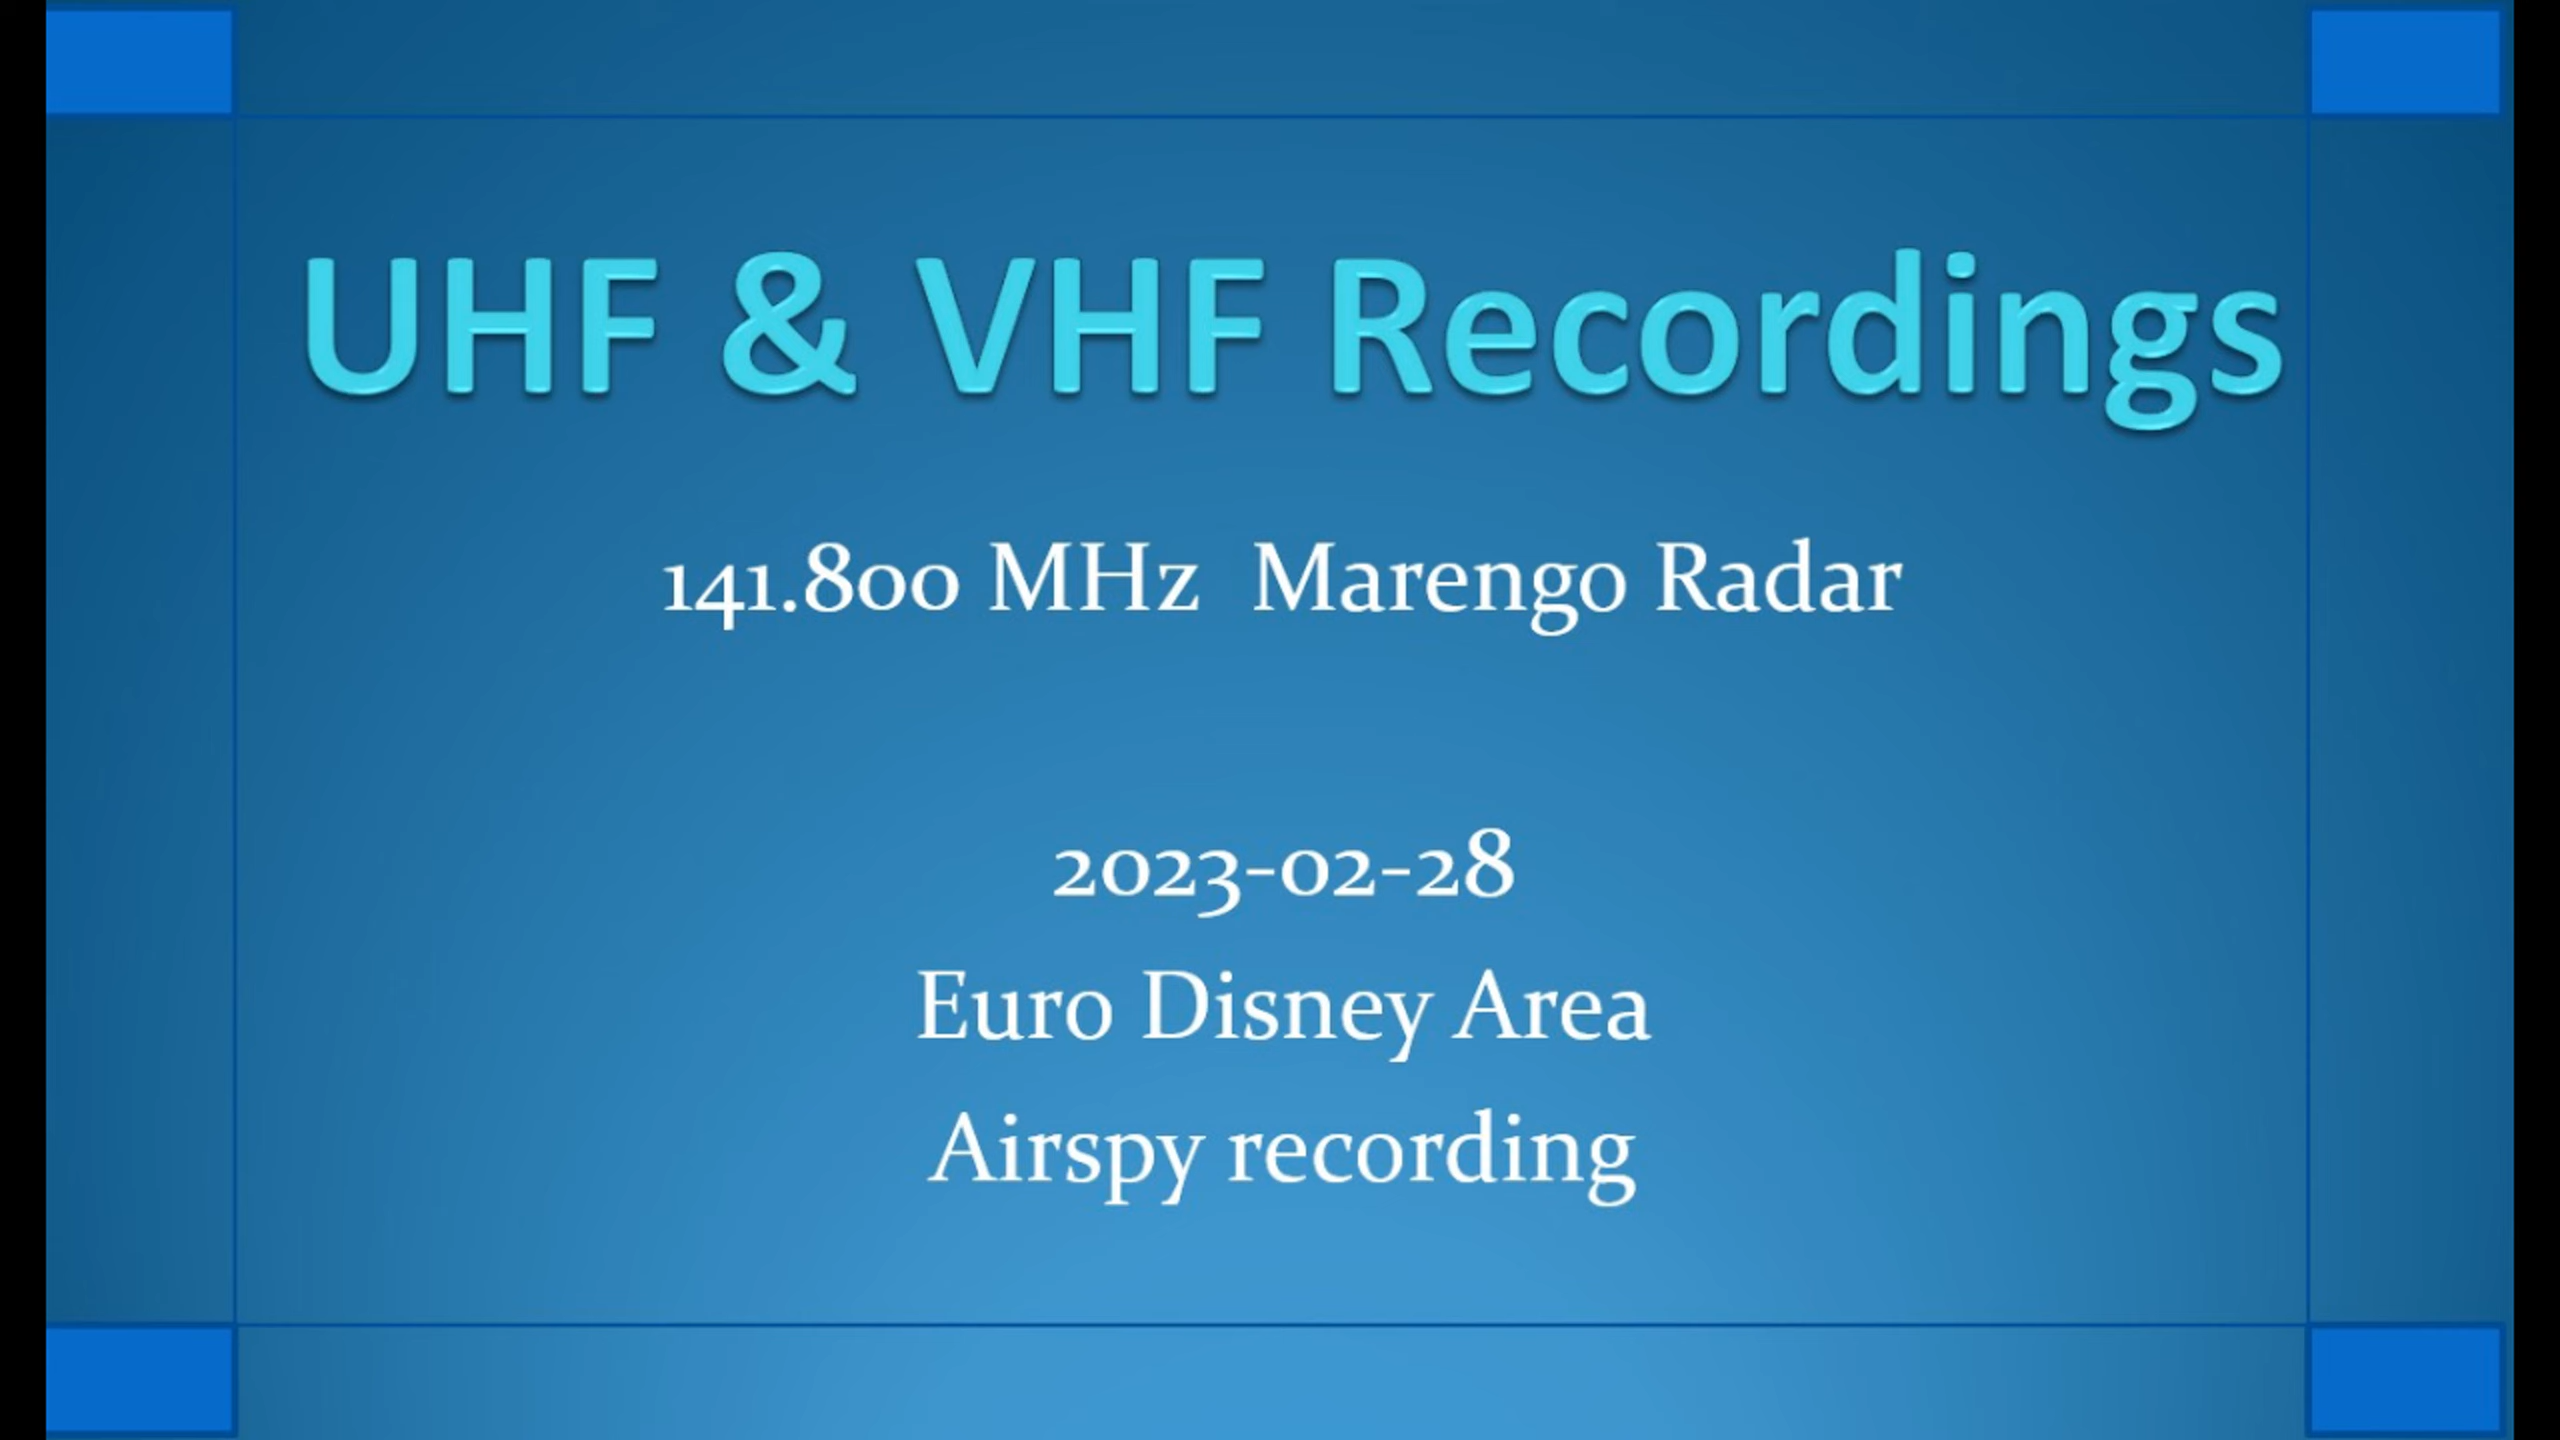 UHF & VHF Recordings
141.800 MHz  Marengo Radar
2023-02-28
Euro Disney Area
Airspy recording